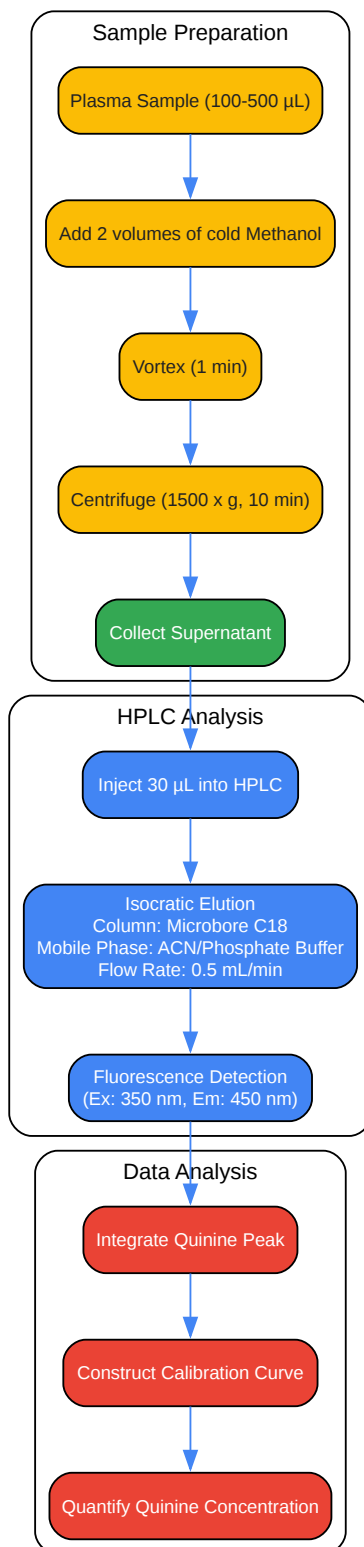 Sample Preparation
Plasma Sample (100-500 µL)
Add 2 volumes of cold Methanol
Vortex (1 min)
Centrifuge (1500 x g, 10 min)
Collect Supernatant
HPLC Analysis
Inject 30 µL into HPLC
Isocratic Elution
Column: Microbore C18
Mobile Phase: ACN/Phosphate Buffer
Flow Rate: 0.5 mL/min
Fluorescence Detection
(Ex: 350 nm, Em: 450 nm)
Data Analysis
Integrate Quinine Peak
Construct Calibration Curve
Quantify Quinine Concentration